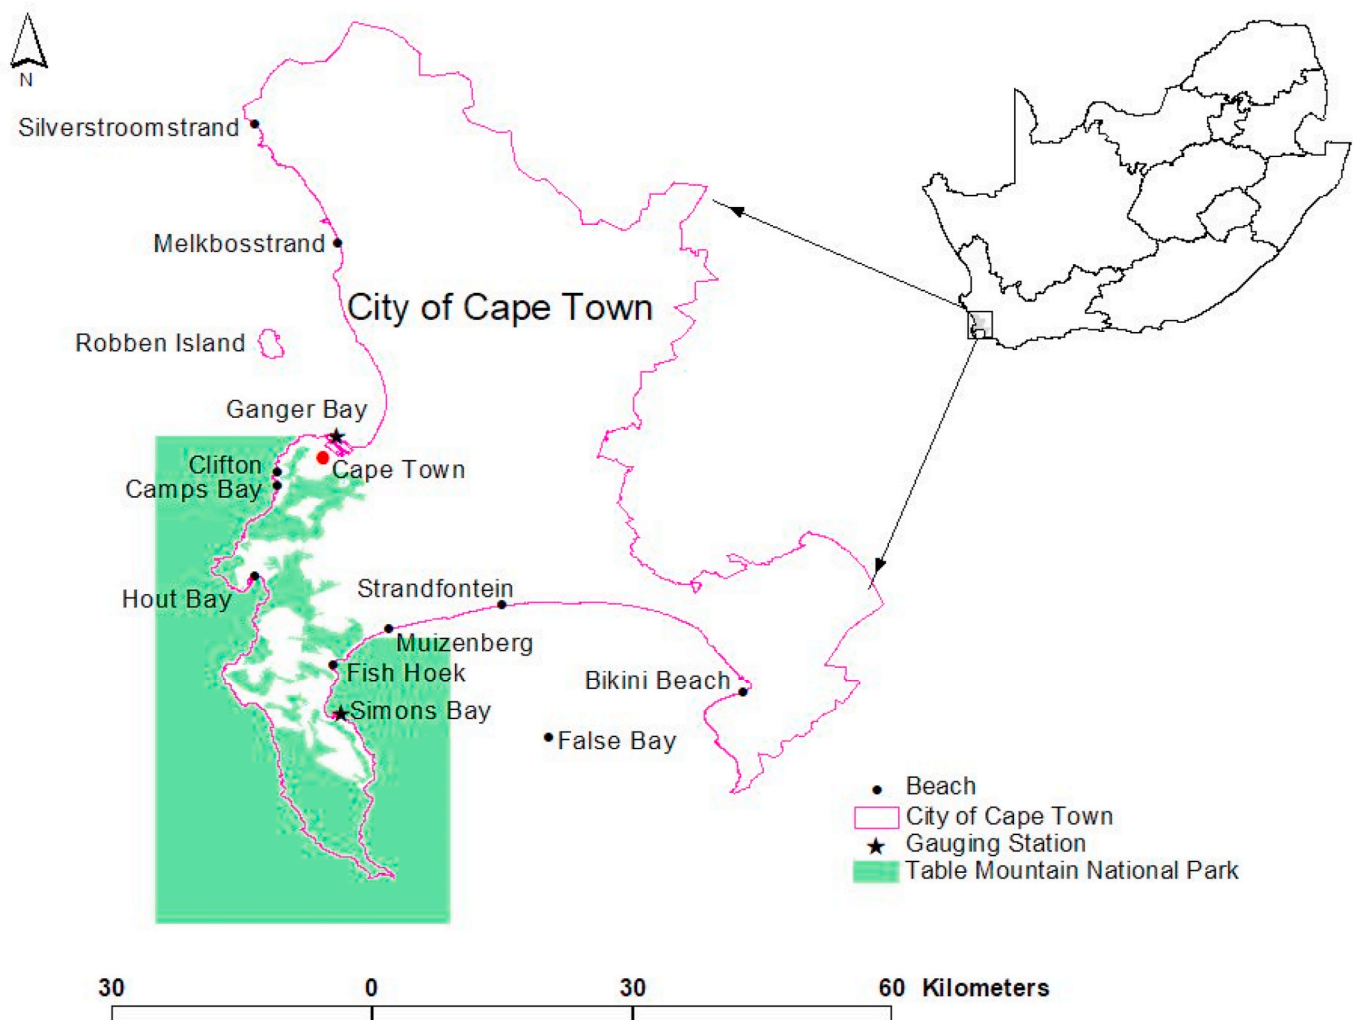 N
Silverstroomstrand
Melkbosstrand
City of Cape Town
Robben Island
Ganger Bay
Clifton
Cape Town
Camps Bay
Strandfontein
Hout Bay
Muizenberg
Fish Hoek
Bikini Beach
Simons Bay
False Bay
Beach
City of Cape Town
Gauging Station
Table Mountain National Park
30 0 30 60 Kilometers